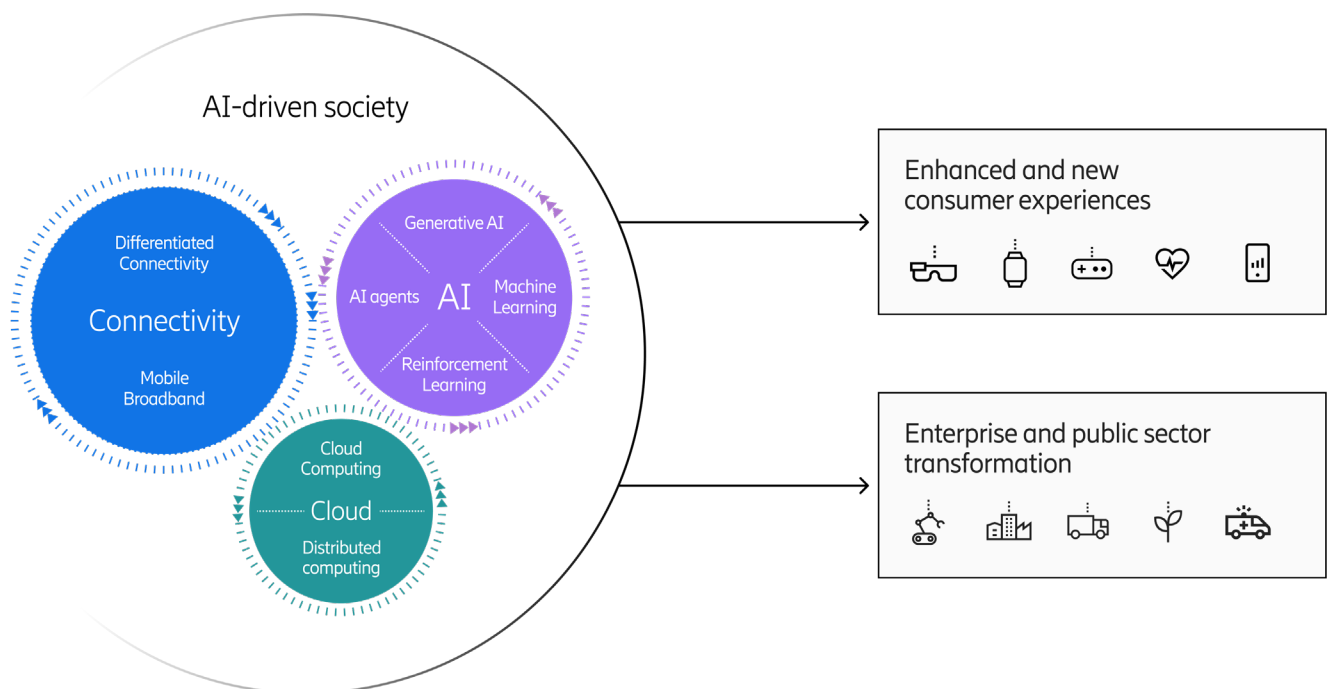 AI-driven society
Differentiated
Connectivity
Connectivity
Mobile
Broadband
Generative AI
AI agents
AI
Machine
Learning
Reinforcement
Learning
Cloud
Computing
Cloud
Distributed
computing
Enhanced and new
consumer experiences
Enterprise and public sector
transformation